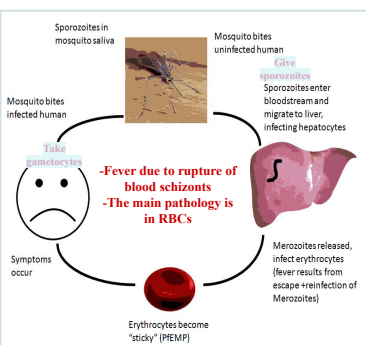 Sporozoites in
mosquito saliva
Mosquito bites
uninfected human
Give
sporozoites
Sporozoites enter
bloodstream and
migrate to liver,
infecting hepatocytes
Mosquito bites
infected human
Take
gametocytes
-Fever due to rupture of
blood schizonts
-The main pathology is
in RBCs
Symptoms
occur
Merozoites released,
infect erythrocytes
(fever results from
escape +reinfection of
Merozoites)
Erythrocytes become
"sticky" (PfEMP)